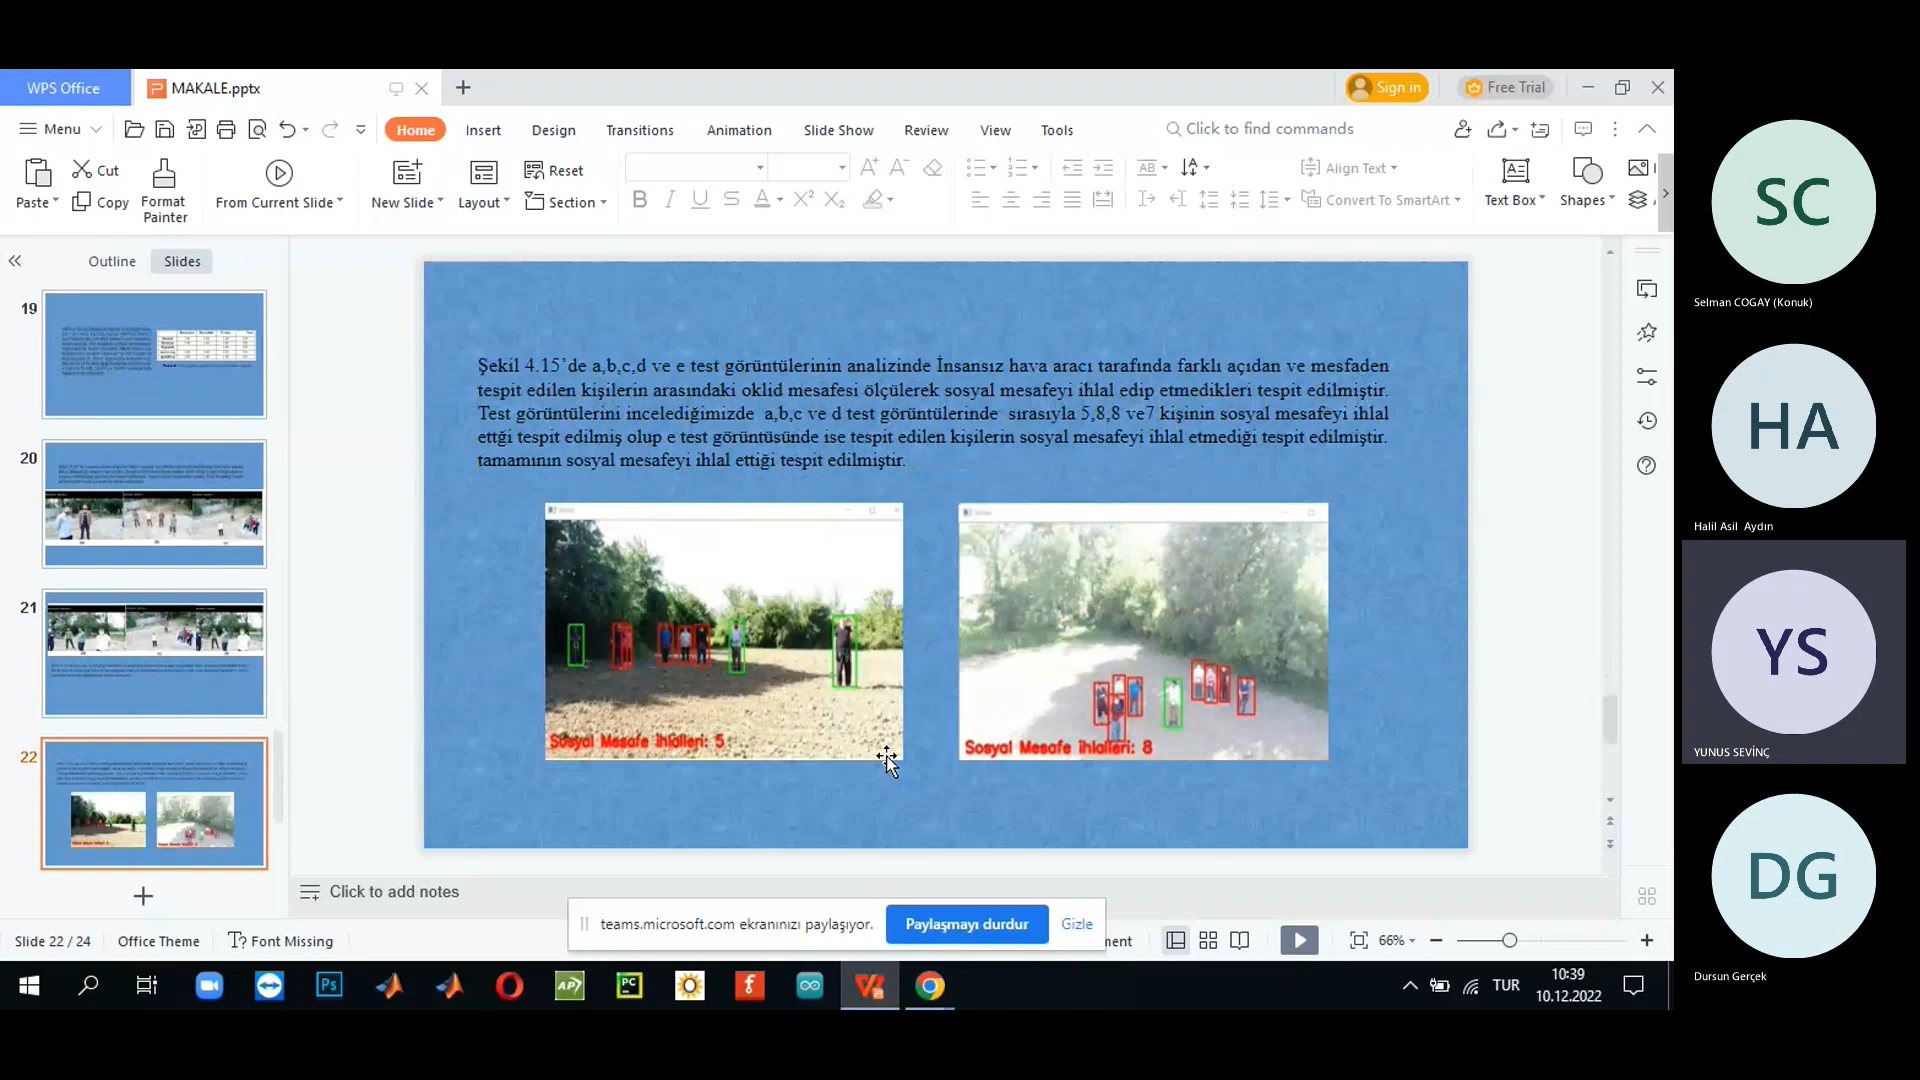 WPS Office
MAKALE.pptx
Sign in
Free Trial
Menu
Home
Insert
Design
Transitions
Animation
Slide Show
Review
View
Tools
Click to find commands
Paste
Cut
Copy
Format Painter
From Current Slide
New Slide
Layout
Reset
Section
Align Text
Convert To SmartArt
Text Box
Shapes
Outline
Slides
19
20
21
22
Şekil 4.15’de a,b,c,d ve e test görüntülerinin analizinde İnsansız hava aracı tarafında farklı açıdan ve mesfaden
tespit edilen kişilerin arasındaki oklid mesafesi ölçülerek sosyal mesafeyi ihlal edip etmedikleri tespit edilmiştir.
Test görüntülerini incelediğimizde a,b,c ve d test görüntülerinde sırasıyla 5,8,8 ve7 kişinin sosyal mesafeyi ihlal
ettği tespit edilmiş olup e test görüntüsünde ise tespit edilen kişilerin sosyal mesafeyi ihlal etmediği tespit edilmiştir.
tamamının sosyal mesafeyi ihlal ettiği tespit edilmiştir.
Sosyal Mesafe ihlalleri: 5
Sosyal Mesafe ihlalleri: 8
Click to add notes
teams.microsoft.com ekranınızı paylaşıyor.
Paylaşmayı durdur
Gizle
Slide 22 / 24
Office Theme
Font Missing
ment
66%
TUR
10:39
10.12.2022
SC
Selman COGAY (Konuk)
HA
Halil Asil Aydın
YS
YUNUS SEVİNÇ
DG
Dursun Gerçek